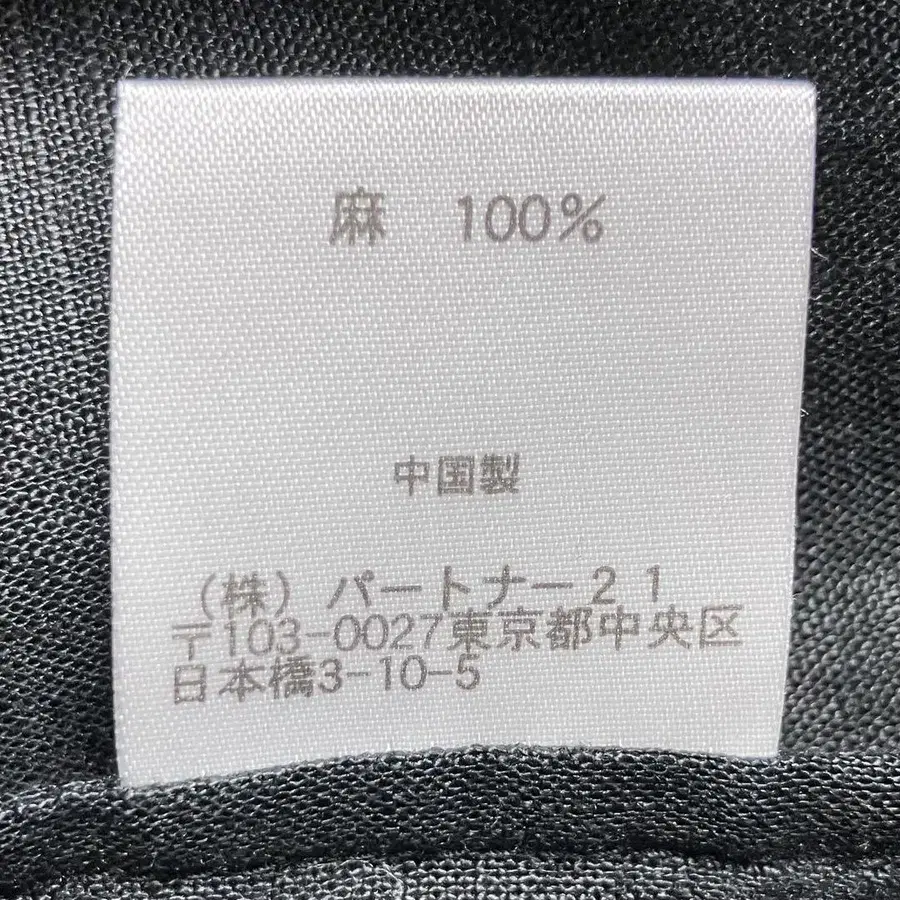 麻 100%
中国製
(株) パートナー21
〒103-0027東京都中央区
日本橋3-10-5